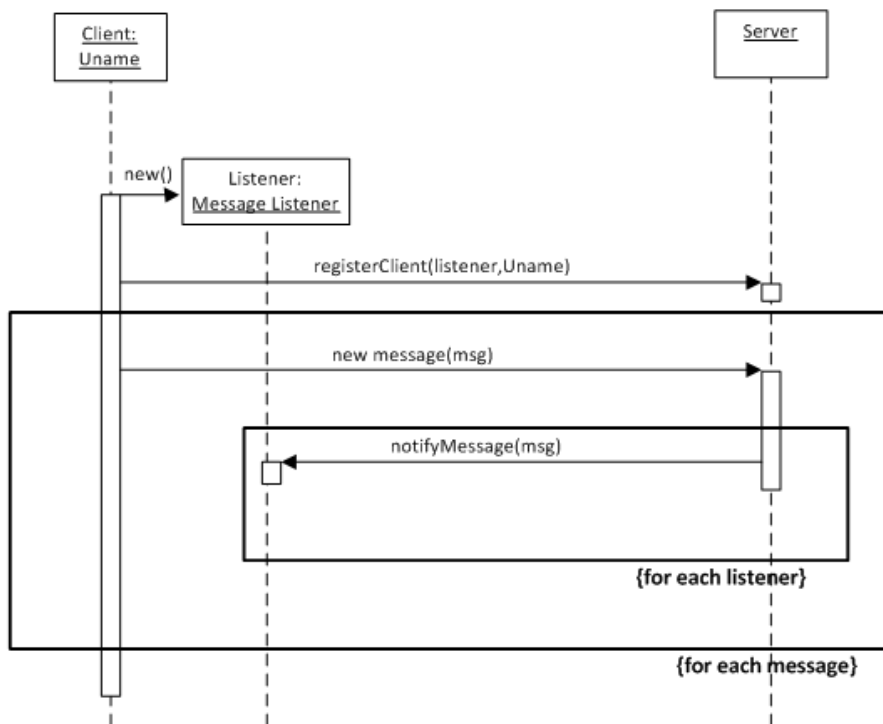 Client:
Uname
Server
new()
Listener:
Message Listener
registerClient(listener,Uname)
new message(msg)
notifyMessage(msg)
{for each listener}
{for each message}